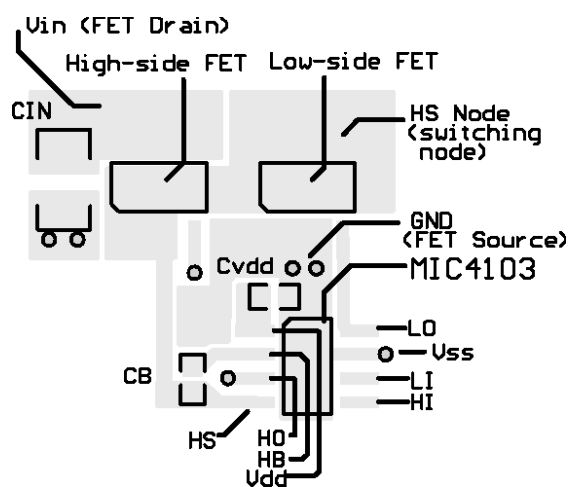 Vin (FET Drain)
High-side FET
Low-side FET
CIN
HS Node
(switching
node)
GND
(FET Source)
Cvdd
MIC4103
LO
Vss
CB
LI
HI
HS
HO
HB
Vdd